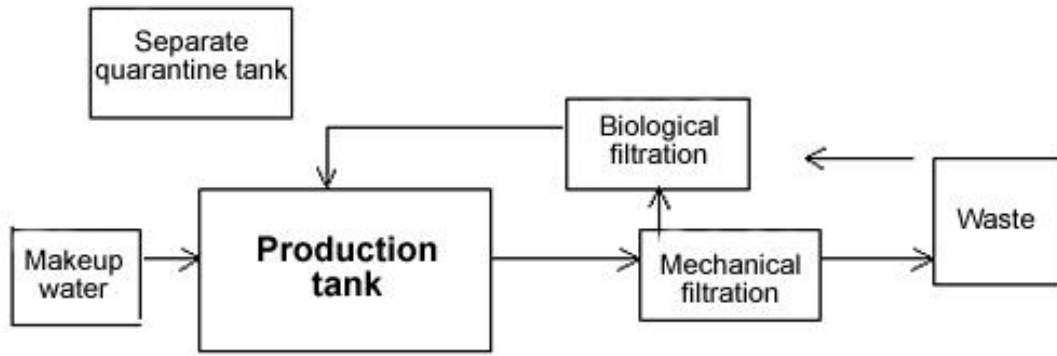 Separate
quarantine tank
Biological
filtration
Production
tank
Makeup
water
Mechanical
filtration
Waste